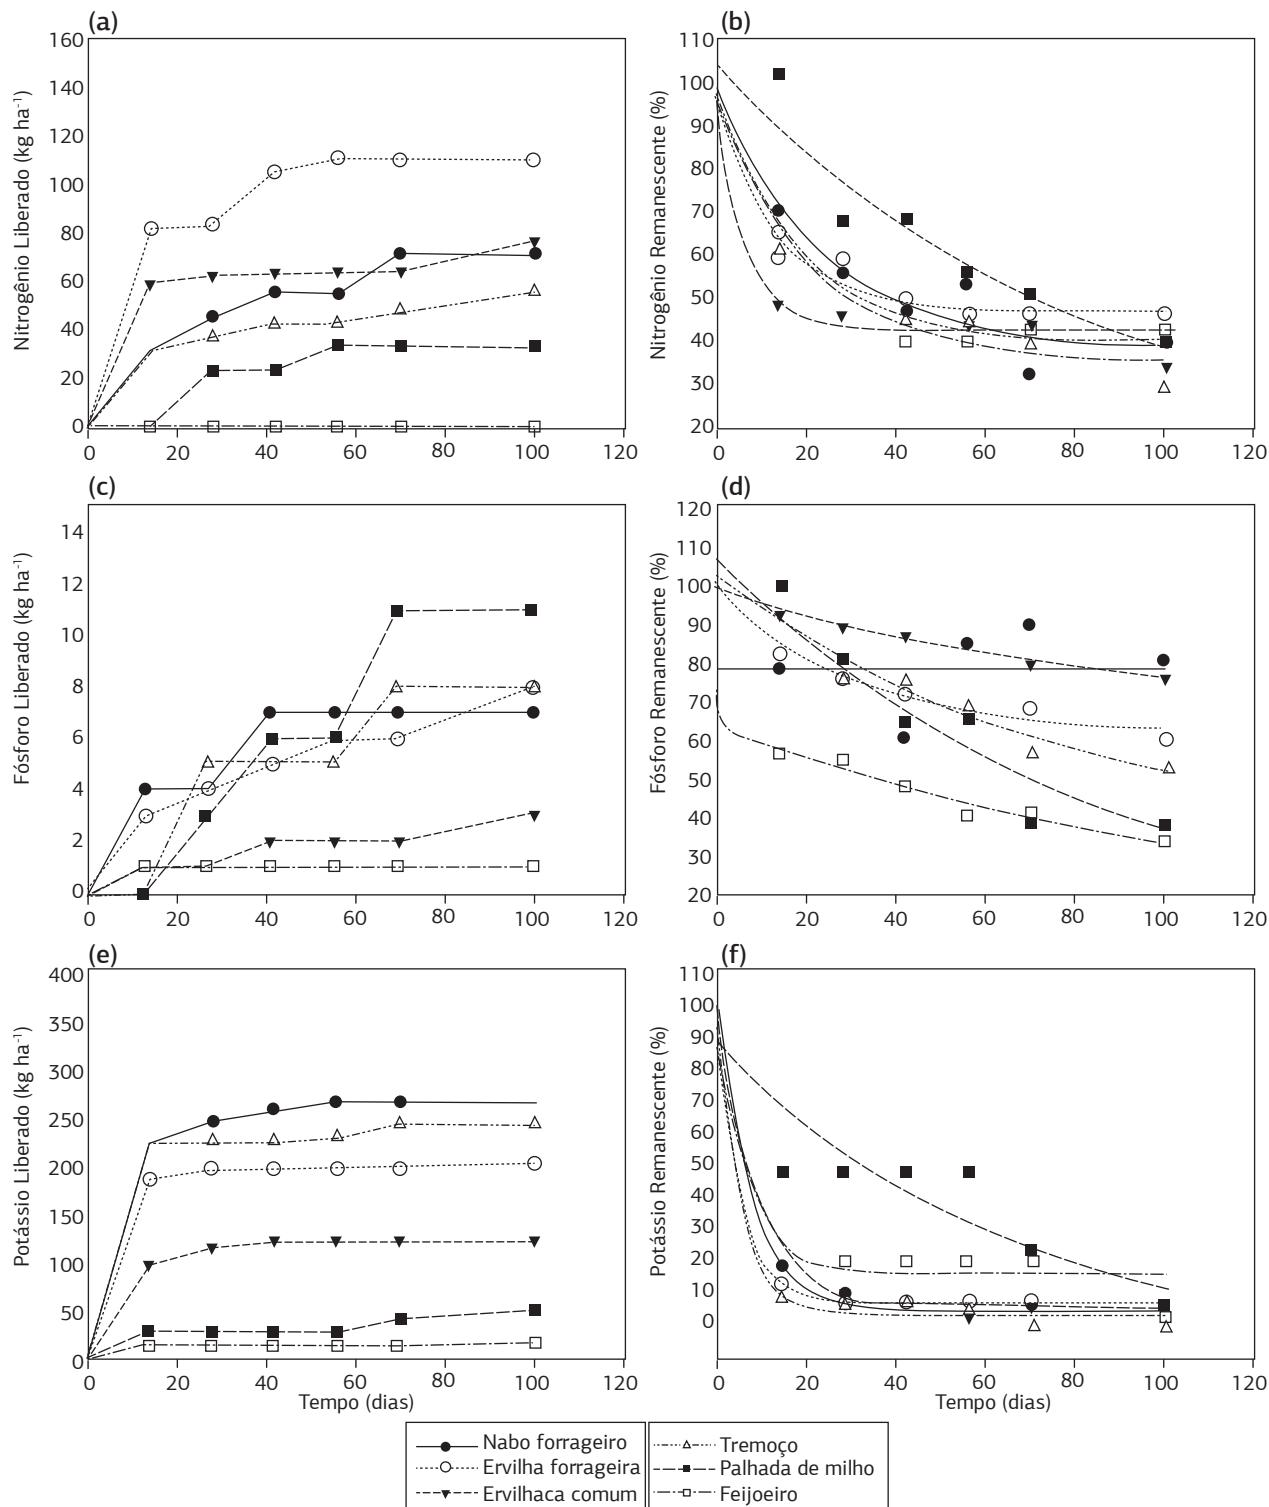 (a)
Nitrogênio Liberado (kg ha⁻¹)
160
140
120
100
80
60
40
20
0
0 20 40 60 80 100 120
(b)
Nitrogênio Remanescente (%)
110
100
90
80
70
60
50
40
30
20
0 20 40 60 80 100 120
(c)
Fósforo Liberado (kg ha⁻¹)
14
12
10
8
6
4
2
0
0 20 40 60 80 100 120
(d)
Fósforo Remanescente (%)
120
110
100
90
80
70
60
50
40
30
20
0 20 40 60 80 100 120
(e)
Potássio Liberado (kg ha⁻¹)
400
350
300
250
200
150
100
50
0
0 20 40 60 80 100 120
Tempo (dias)
(f)
Potássio Remanescente (%)
110
100
90
80
70
60
50
40
30
20
10
0
0 20 40 60 80 100 120
Tempo (dias)
Nabo forrageiro
Ervilha forrageira
Ervilhaca comum
Tremoço
Palhada de milho
Feijoeiro